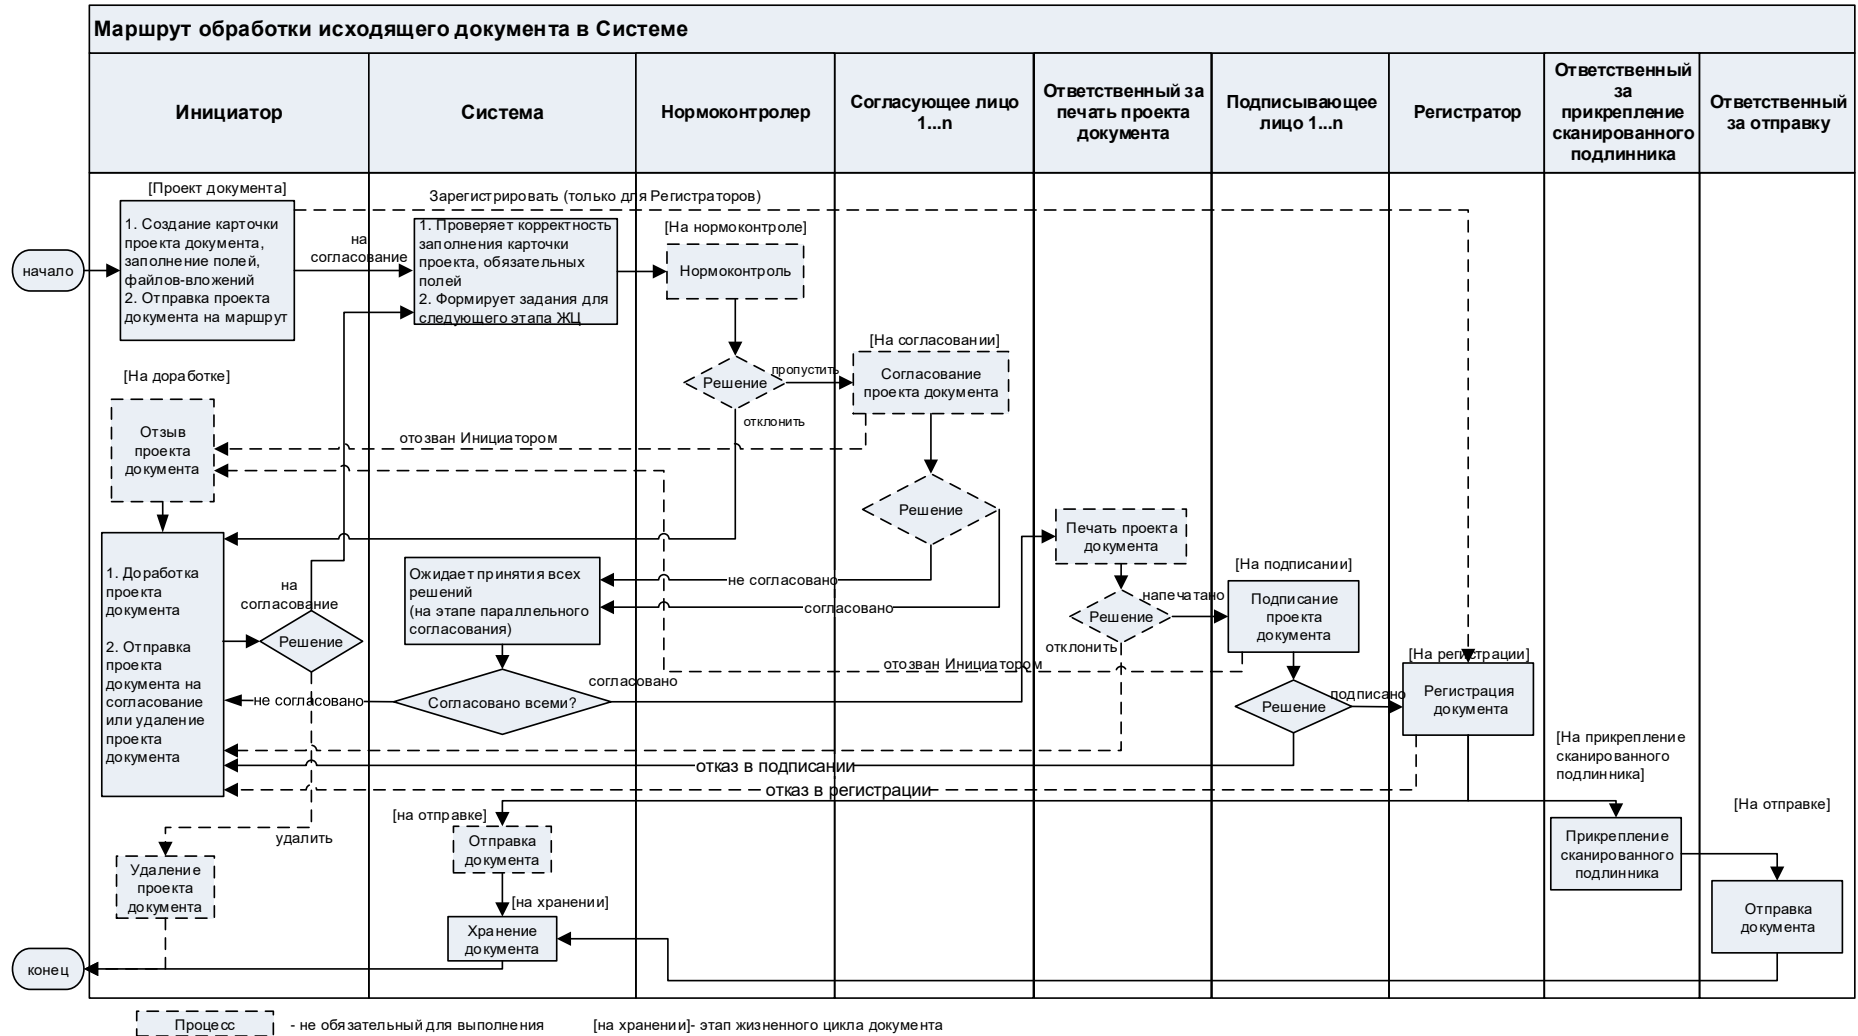 Маршрут обработки исходящего документа в Системе
Инициатор
Система
Нормоконтролер
Согласующее лицо
1...n
Ответственный за
печать проекта
документа
Подписывающее
лицо 1...n
Регистратор
Ответственный
за
прикрепление
сканированного
подлинника
Ответственный
за отправку
[Проект документа]
Зарегистрировать (только для Регистраторов)
начало
1. Создание карточки
проекта документа,
заполнение полей,
файлов-вложений
2. Отправка проекта
документа на маршрут
на
согласование
1. Проверяет корректность
заполнения карточки
проекта, обязательных
полей
2. Формирует задания для
следующего этапа ЖЦ
[На нормоконтроле]
Нормоконтроль
Решение
пропустить
отклонить
[На согласовании]
Согласование
проекта документа
[На доработке]
Отзыв
проекта
документа
отозван Инициатором
Решение
Печать проекта
документа
1. Доработка
проекта
документа
2. Отправка
проекта
документа на
согласование
или удаление
проекта
документа
на
согласование
Решение
Ожидает принятия всех
решений
(на этапе параллельного
согласования)
не согласовано
согласовано
Решение
напечатано
отклонить
[На подписании]
Подписание
проекта
документа
отозван Инициатором
[На регистрации]
не согласовано
Согласовано всеми?
согласовано
Решение
подписано
Регистрация
документа
отказ в подписании
отказ в регистрации
[На прикрепление
сканированного
подлинника]
[На отправке]
удалить
Удаление
проекта
документа
[на отправке]
Отправка
документа
[на хранении]
Хранение
документа
Прикрепление
сканированного
подлинника
Отправка
документа
конец
Процесс
- не обязательный для выполнения
[на хранении]- этап жизненного цикла документа